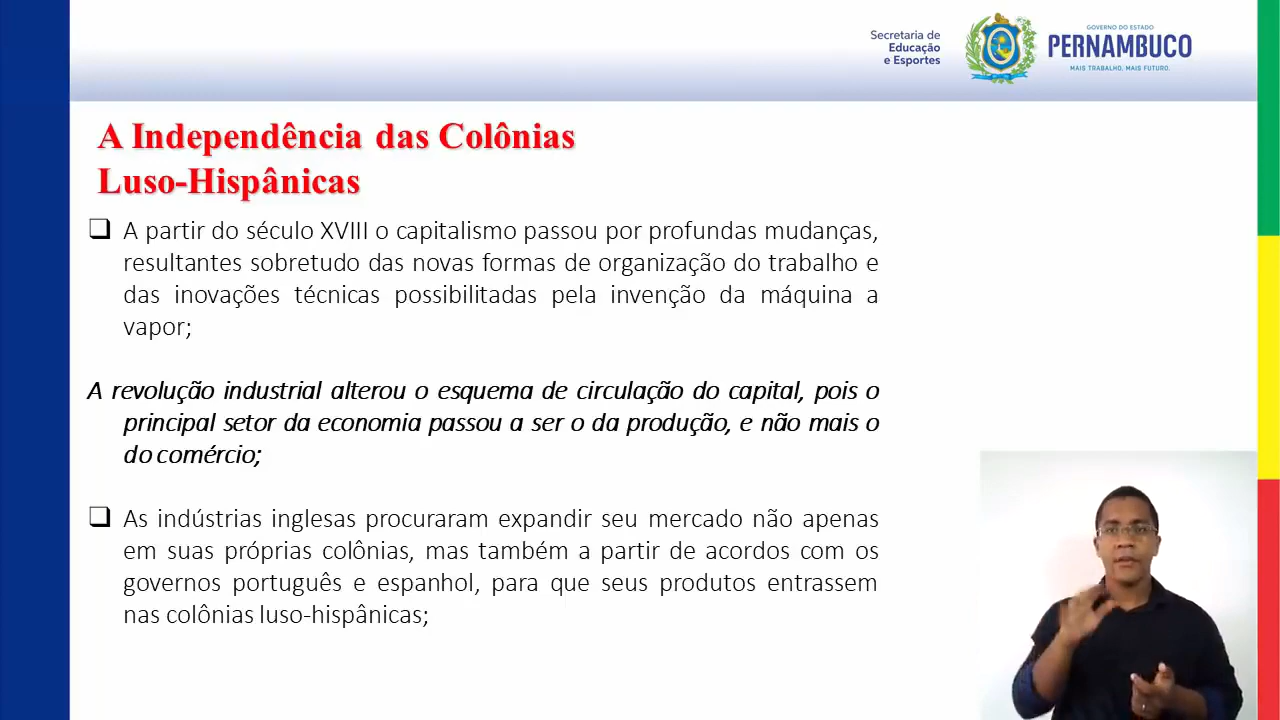 Secretaria de
Educação
e Esportes
GOVERNO DO ESTADO
PERNAMBUCO
MAIS TRABALHO, MAIS FUTURO.
A Independência das Colônias
Luso-Hispânicas
A partir do século XVIII o capitalismo passou por profundas mudanças,
resultantes sobretudo das novas formas de organização do trabalho e
das inovações técnicas possibilitadas pela invenção da máquina a
vapor;
A revolução industrial alterou o esquema de circulação do capital, pois o
principal setor da economia passou a ser o da produção, e não mais o
do comércio;
As indústrias inglesas procuraram expandir seu mercado não apenas
em suas próprias colônias, mas também a partir de acordos com os
governos português e espanhol, para que seus produtos entrassem
nas colônias luso-hispânicas;